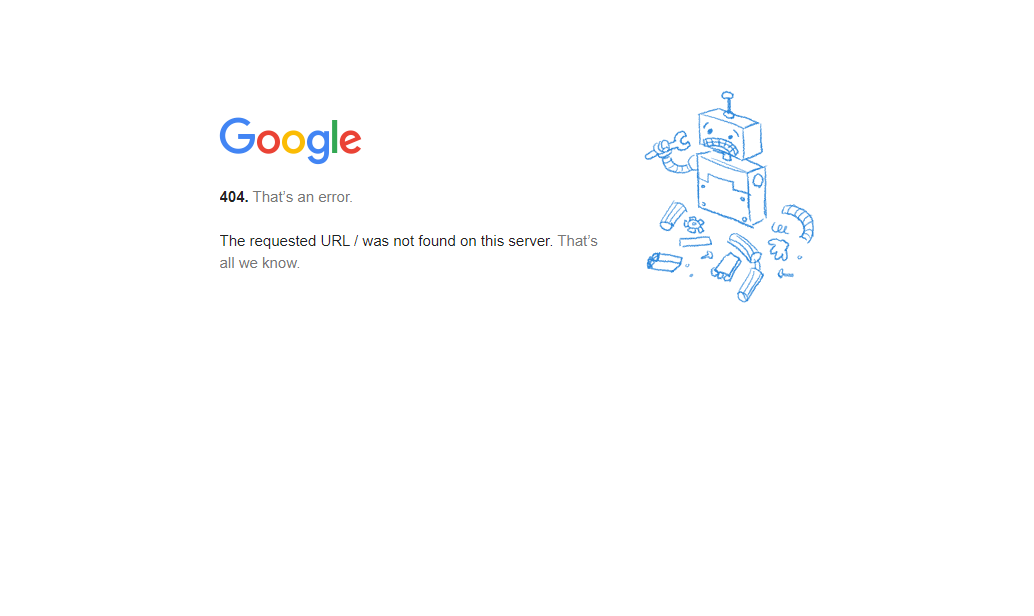 Google
404. That’s an error.
The requested URL / was not found on this server. That’s
all we know.